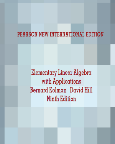 PEARSON NEW INTERNATIONAL EDITION
Elementary Linear Algebra
with Applications
Bernard Kolman David Hill
Ninth Edition